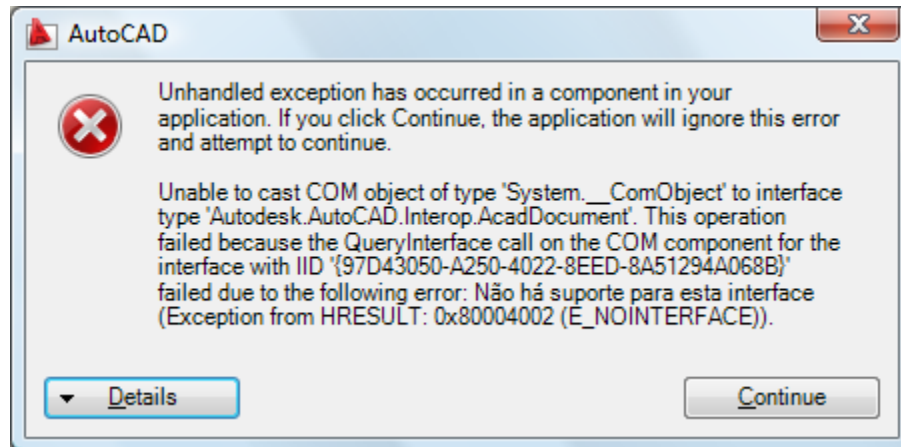 AutoCAD
Unhandled exception has occurred in a component in your
application. If you click Continue, the application will ignore this error
and attempt to continue.
Unable to cast COM object of type 'System.__ComObject' to interface
type 'Autodesk.AutoCAD.Interop.AcadDocument'. This operation
failed because the QueryInterface call on the COM component for the
interface with IID '{97D43050-A250-4022-8EED-8A51294A068B}'
failed due to the following error: Não há suporte para esta interface
(Exception from HRESULT: 0x80004002 (E_NOINTERFACE)).
Details
Continue